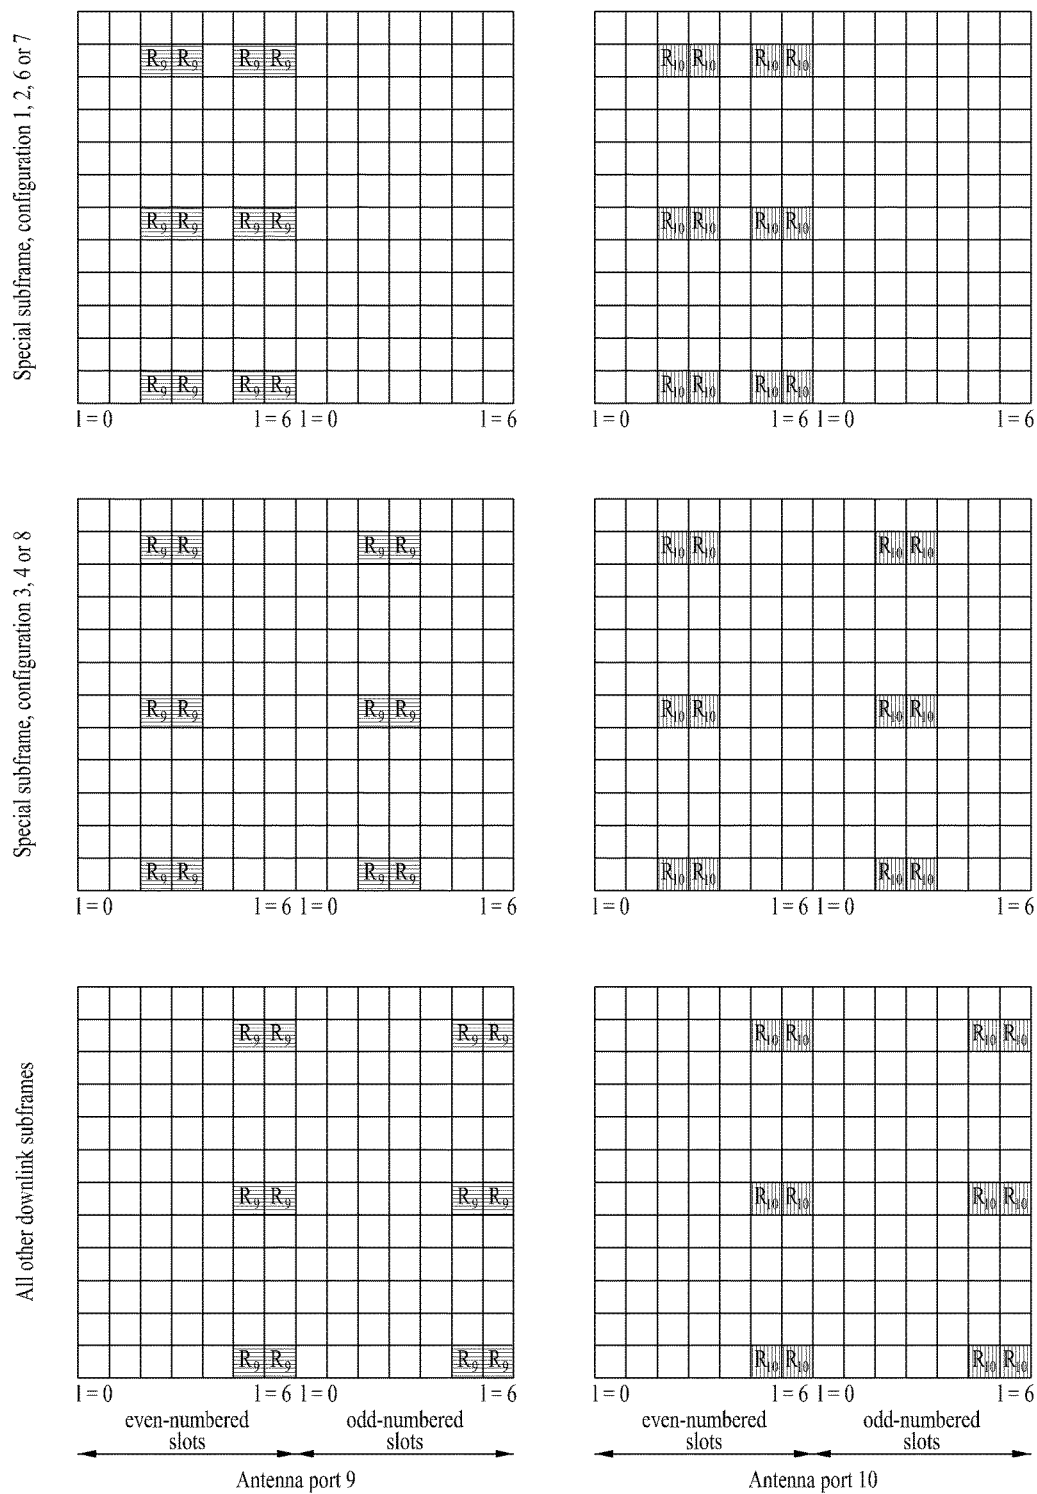 Special subframe, configuration 1, 2, 6 or 7
R9 R9 R9 R9 R10 R10 R10 R10
R9 R9 R9 R9 R10 R10 R10 R10
R9 R9 R9 R9 R10 R10 R10 R10
l = 0 l = 6 l = 0 l = 6 l = 0 l = 6 l = 0 l = 6
Special subframe, configuration 3, 4 or 8
R9 R9 R9 R9 R10 R10 R10 R10
R9 R9 R9 R9 R10 R10 R10 R10
R9 R9 R9 R9 R10 R10 R10 R10
l = 0 l = 6 l = 0 l = 6 l = 0 l = 6 l = 0 l = 6
All other downlink subframes
R9 R9 R9 R9 R10 R10 R10 R10
R9 R9 R9 R9 R10 R10 R10 R10
R9 R9 R9 R9 R10 R10 R10 R10
l = 0 l = 6 l = 0 l = 6 l = 0 l = 6 l = 0 l = 6
even-numbered odd-numbered even-numbered odd-numbered
slots slots slots slots
Antenna port 9 Antenna port 10